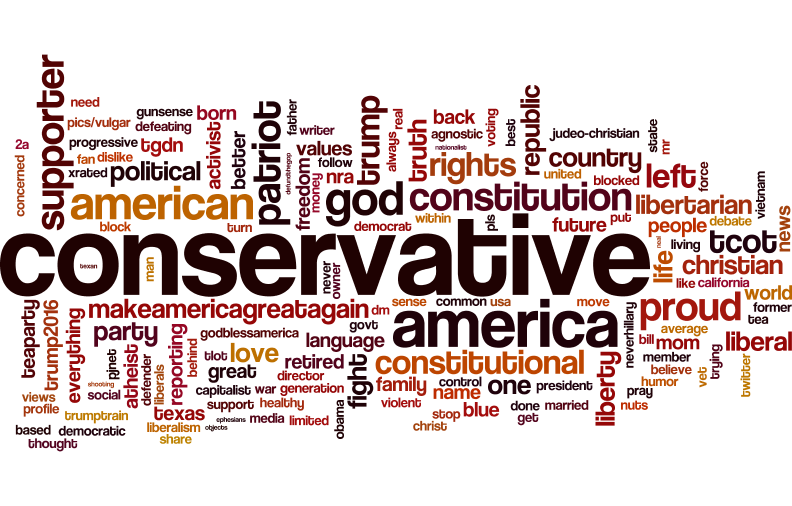 supporter
need
pics/vulgar
gunsense
born
defeating
2a
progressive
tgdn
fan
dislike
xrated
political
concerned
activist
better
patriot
father
writer
values
defundthegop
freedom
money
follow
nra
trump
always
real
truth
back
agnostic
nationalist
voting
best
republic
judeo-christian
state
mr
rights
country
united
blocked
left
force
vietnam
american
block
turn
god
democrat
constitution
within
pls
future
put
libertarian
people
debate
news
conservative
texan
man
never
owner
life
real
living
tcot
christian
like
california
world
makeamericagreatagain
dm
sense
common
usa
move
america
neverhillary
proud
former
tea
average
bill
mom
liberal
teaparty
trump2016
everything
party
pjnet
atheist
defender
liberals
reporting
behind
godblessamerica
govt
language
tlot
love
great
retired
director
fight
constitutional
liberty
member
believe
humor
vet
trying
twitter
views
profile
shooting
social
capitalist
war
generation
family
control
name
one
president
pray
nuts
trumptrain
texas
support
healthy
obama
violent
stop
blue
done
married
get
christ
based
democratic
thought
liberalism
share
ephesians
objects
media
limited